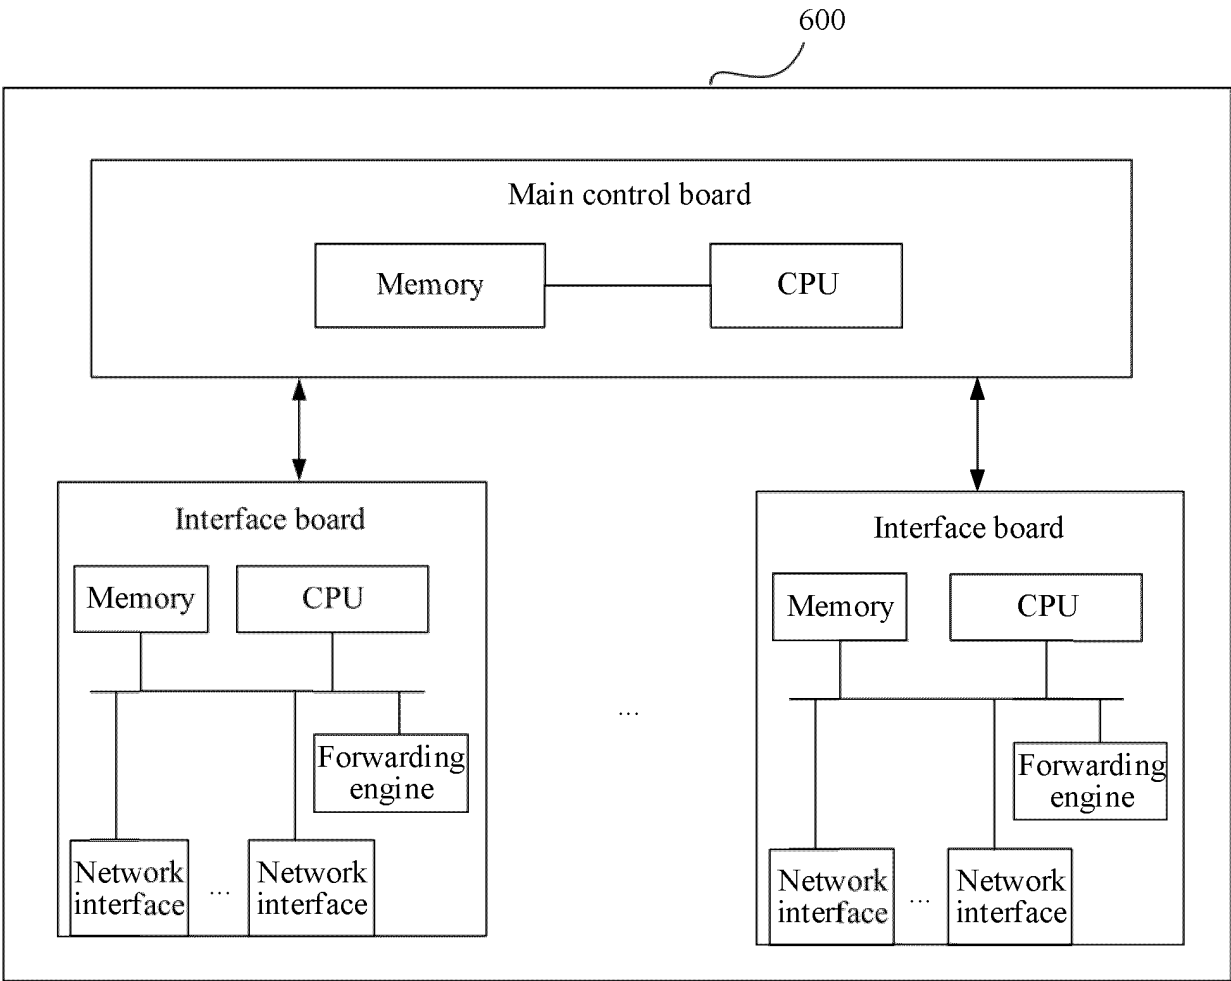 600
Main control board
Memory
CPU
Interface board
Memory
CPU
Forwarding
engine
Network
interface
...
Network
interface
...
Interface board
Memory
CPU
Forwarding
engine
Network
interface
...
Network
interface